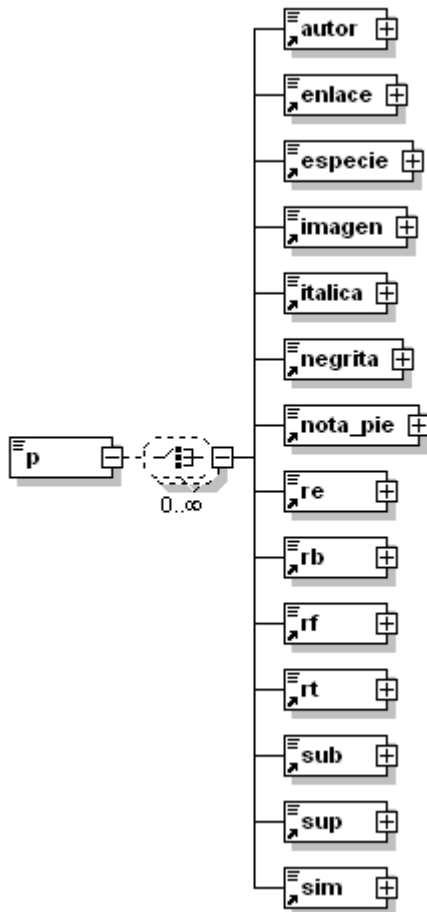 autor
enlace
especie
imagen
italica
negrita
nota_pie
p
0..∞
re
rb
rf
rt
sub
sup
sim